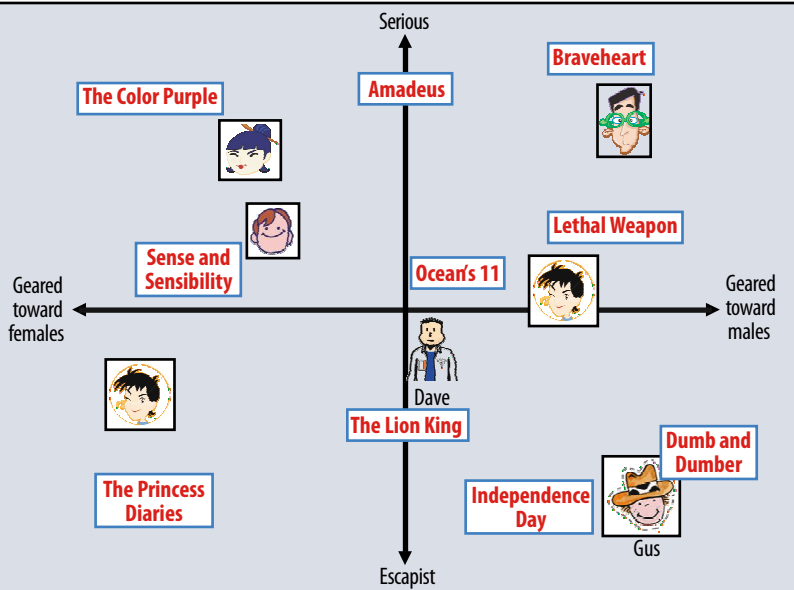 Serious
Braveheart
Amadeus
The Color Purple
Lethal Weapon
Sense and
Sensibility
Ocean's 11
Geared
toward
females
Geared
toward
males
Dave
The Lion King
Dumb and
Dumber
The Princess
Diaries
Independence
Day
Gus
Escapist